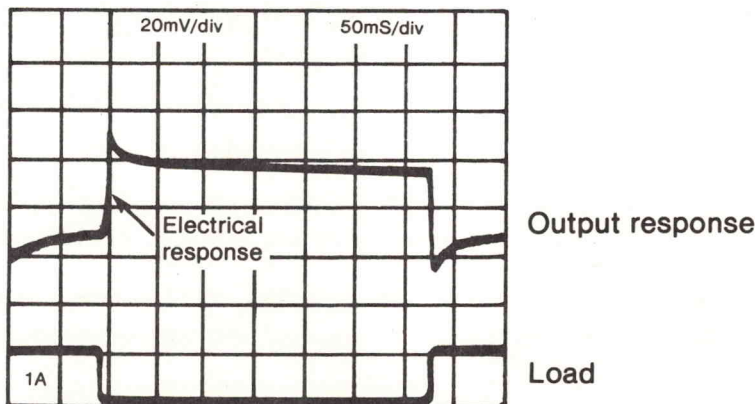 20mV/div 50mS/div
Electrical
response
Output response
1A
Load